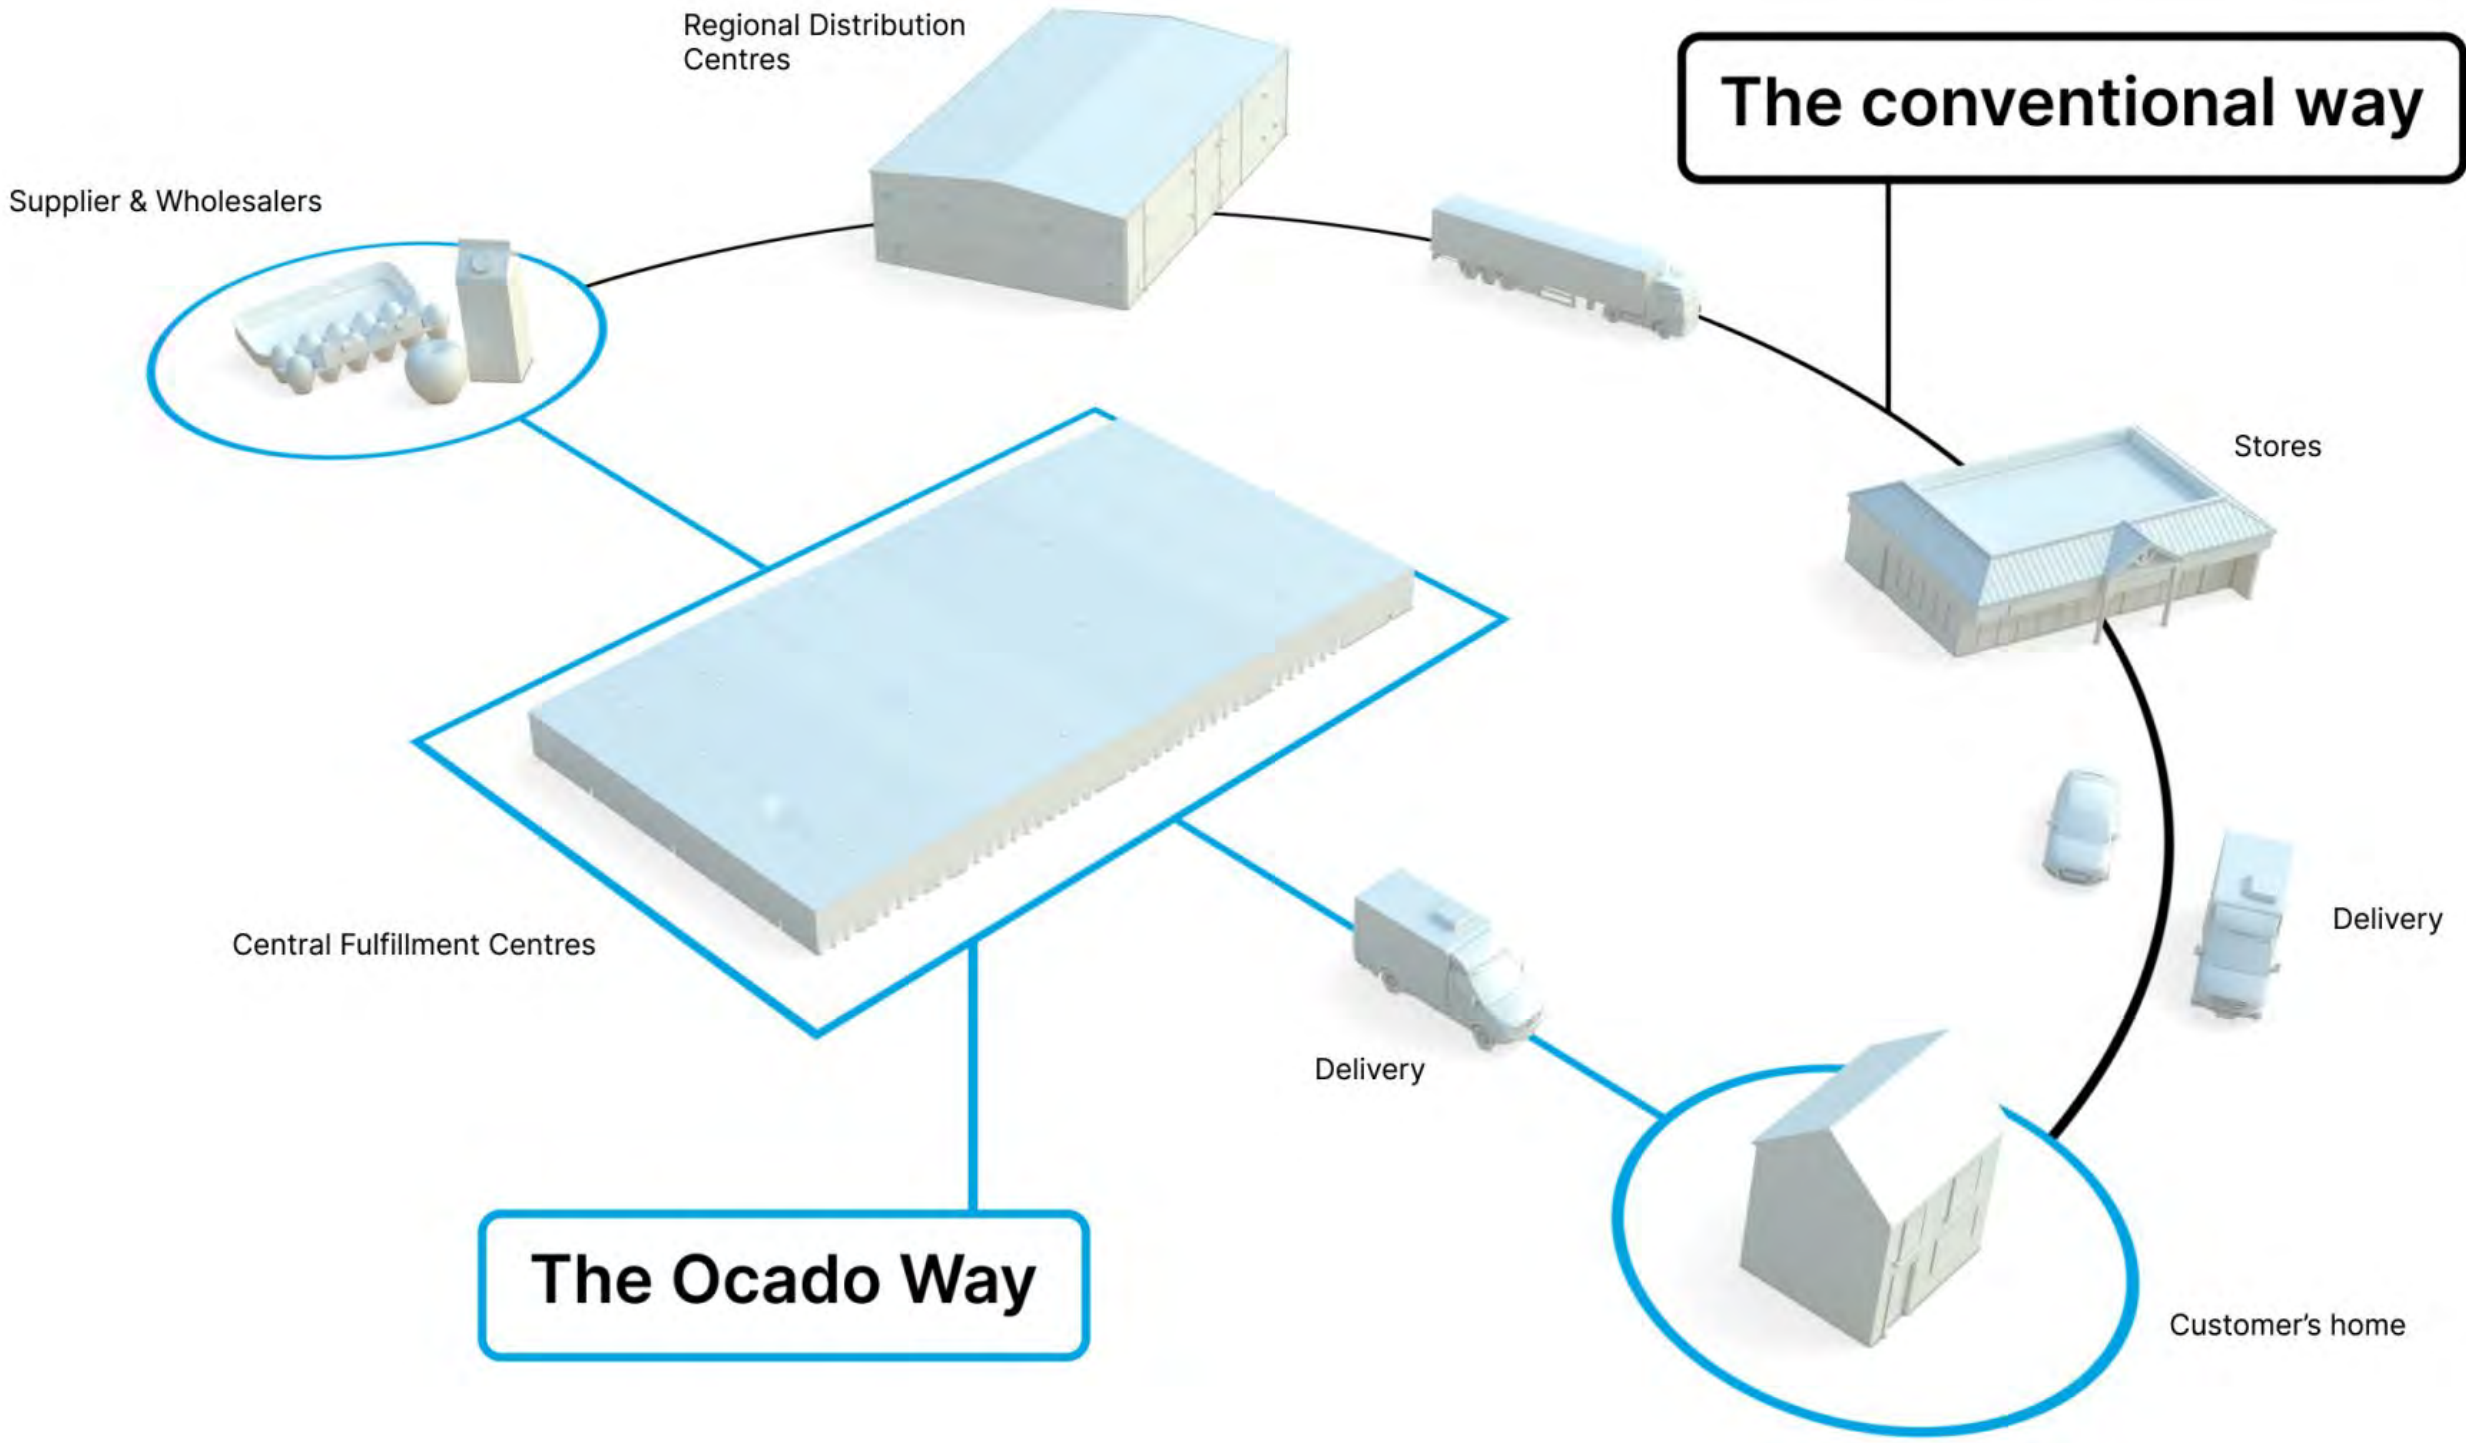 Regional Distribution
Centres
The conventional way
Supplier & Wholesalers
Stores
Delivery
Central Fulfillment Centres
Delivery
The Ocado Way
Customer’s home